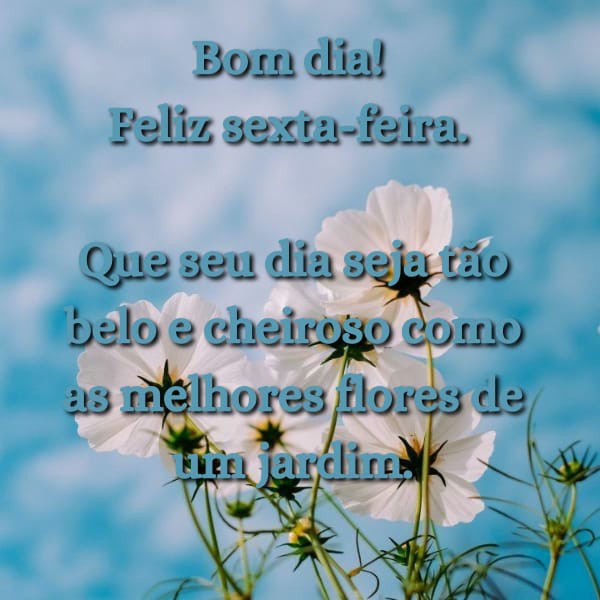 Bom dia!
Feliz sexta-feira.
Que seu dia seja tão
belo e cheiroso como
as melhores flores de
um jardim.